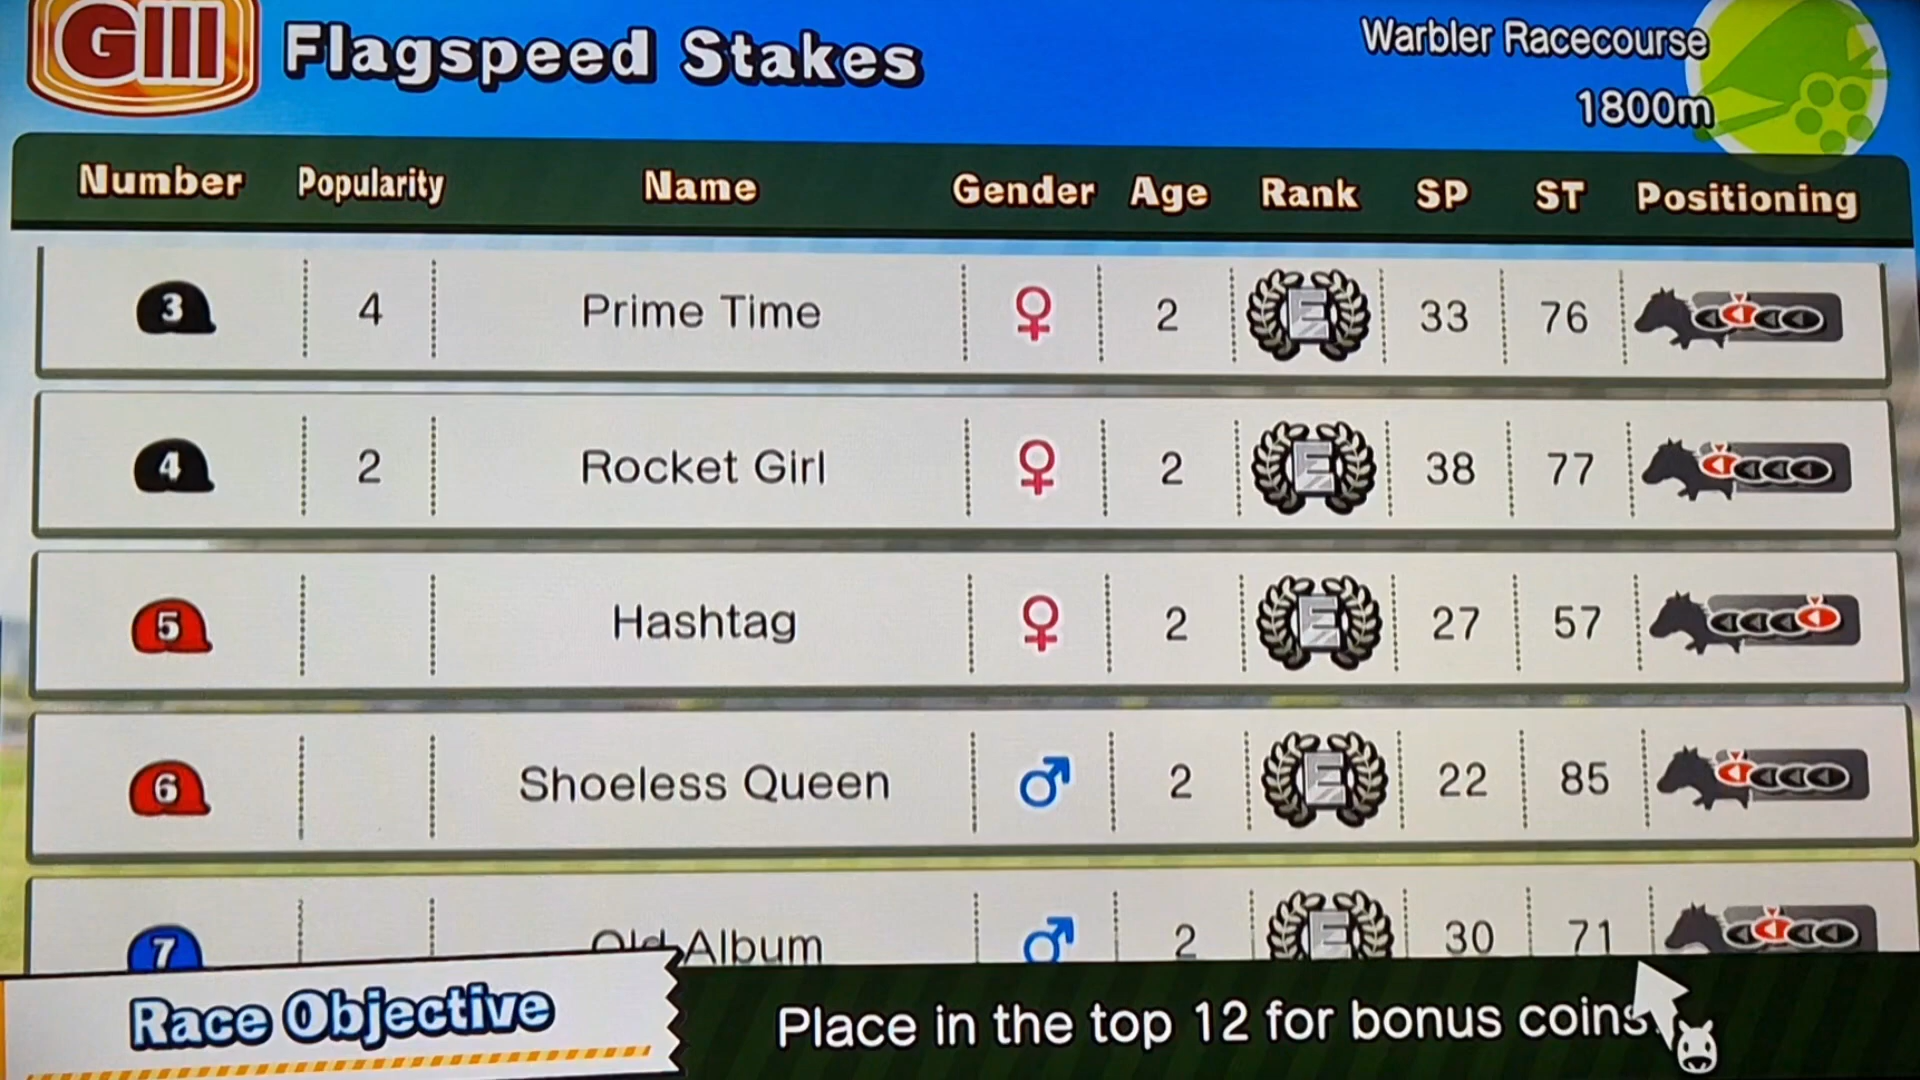 GIII Flagspeed Stakes
Warbler Racecourse
1800m
Number Popularity Name Gender Age Rank SP ST Positioning
3 4 Prime Time ♀ 2 E 33 76
4 2 Rocket Girl ♀ 2 E 38 77
5 Hashtag ♀ 2 E 27 57
6 Shoeless Queen ♂ 2 E 22 85
7 Old Album ♂ 2 E 30 71
Race Objective
Place in the top 12 for bonus coins.